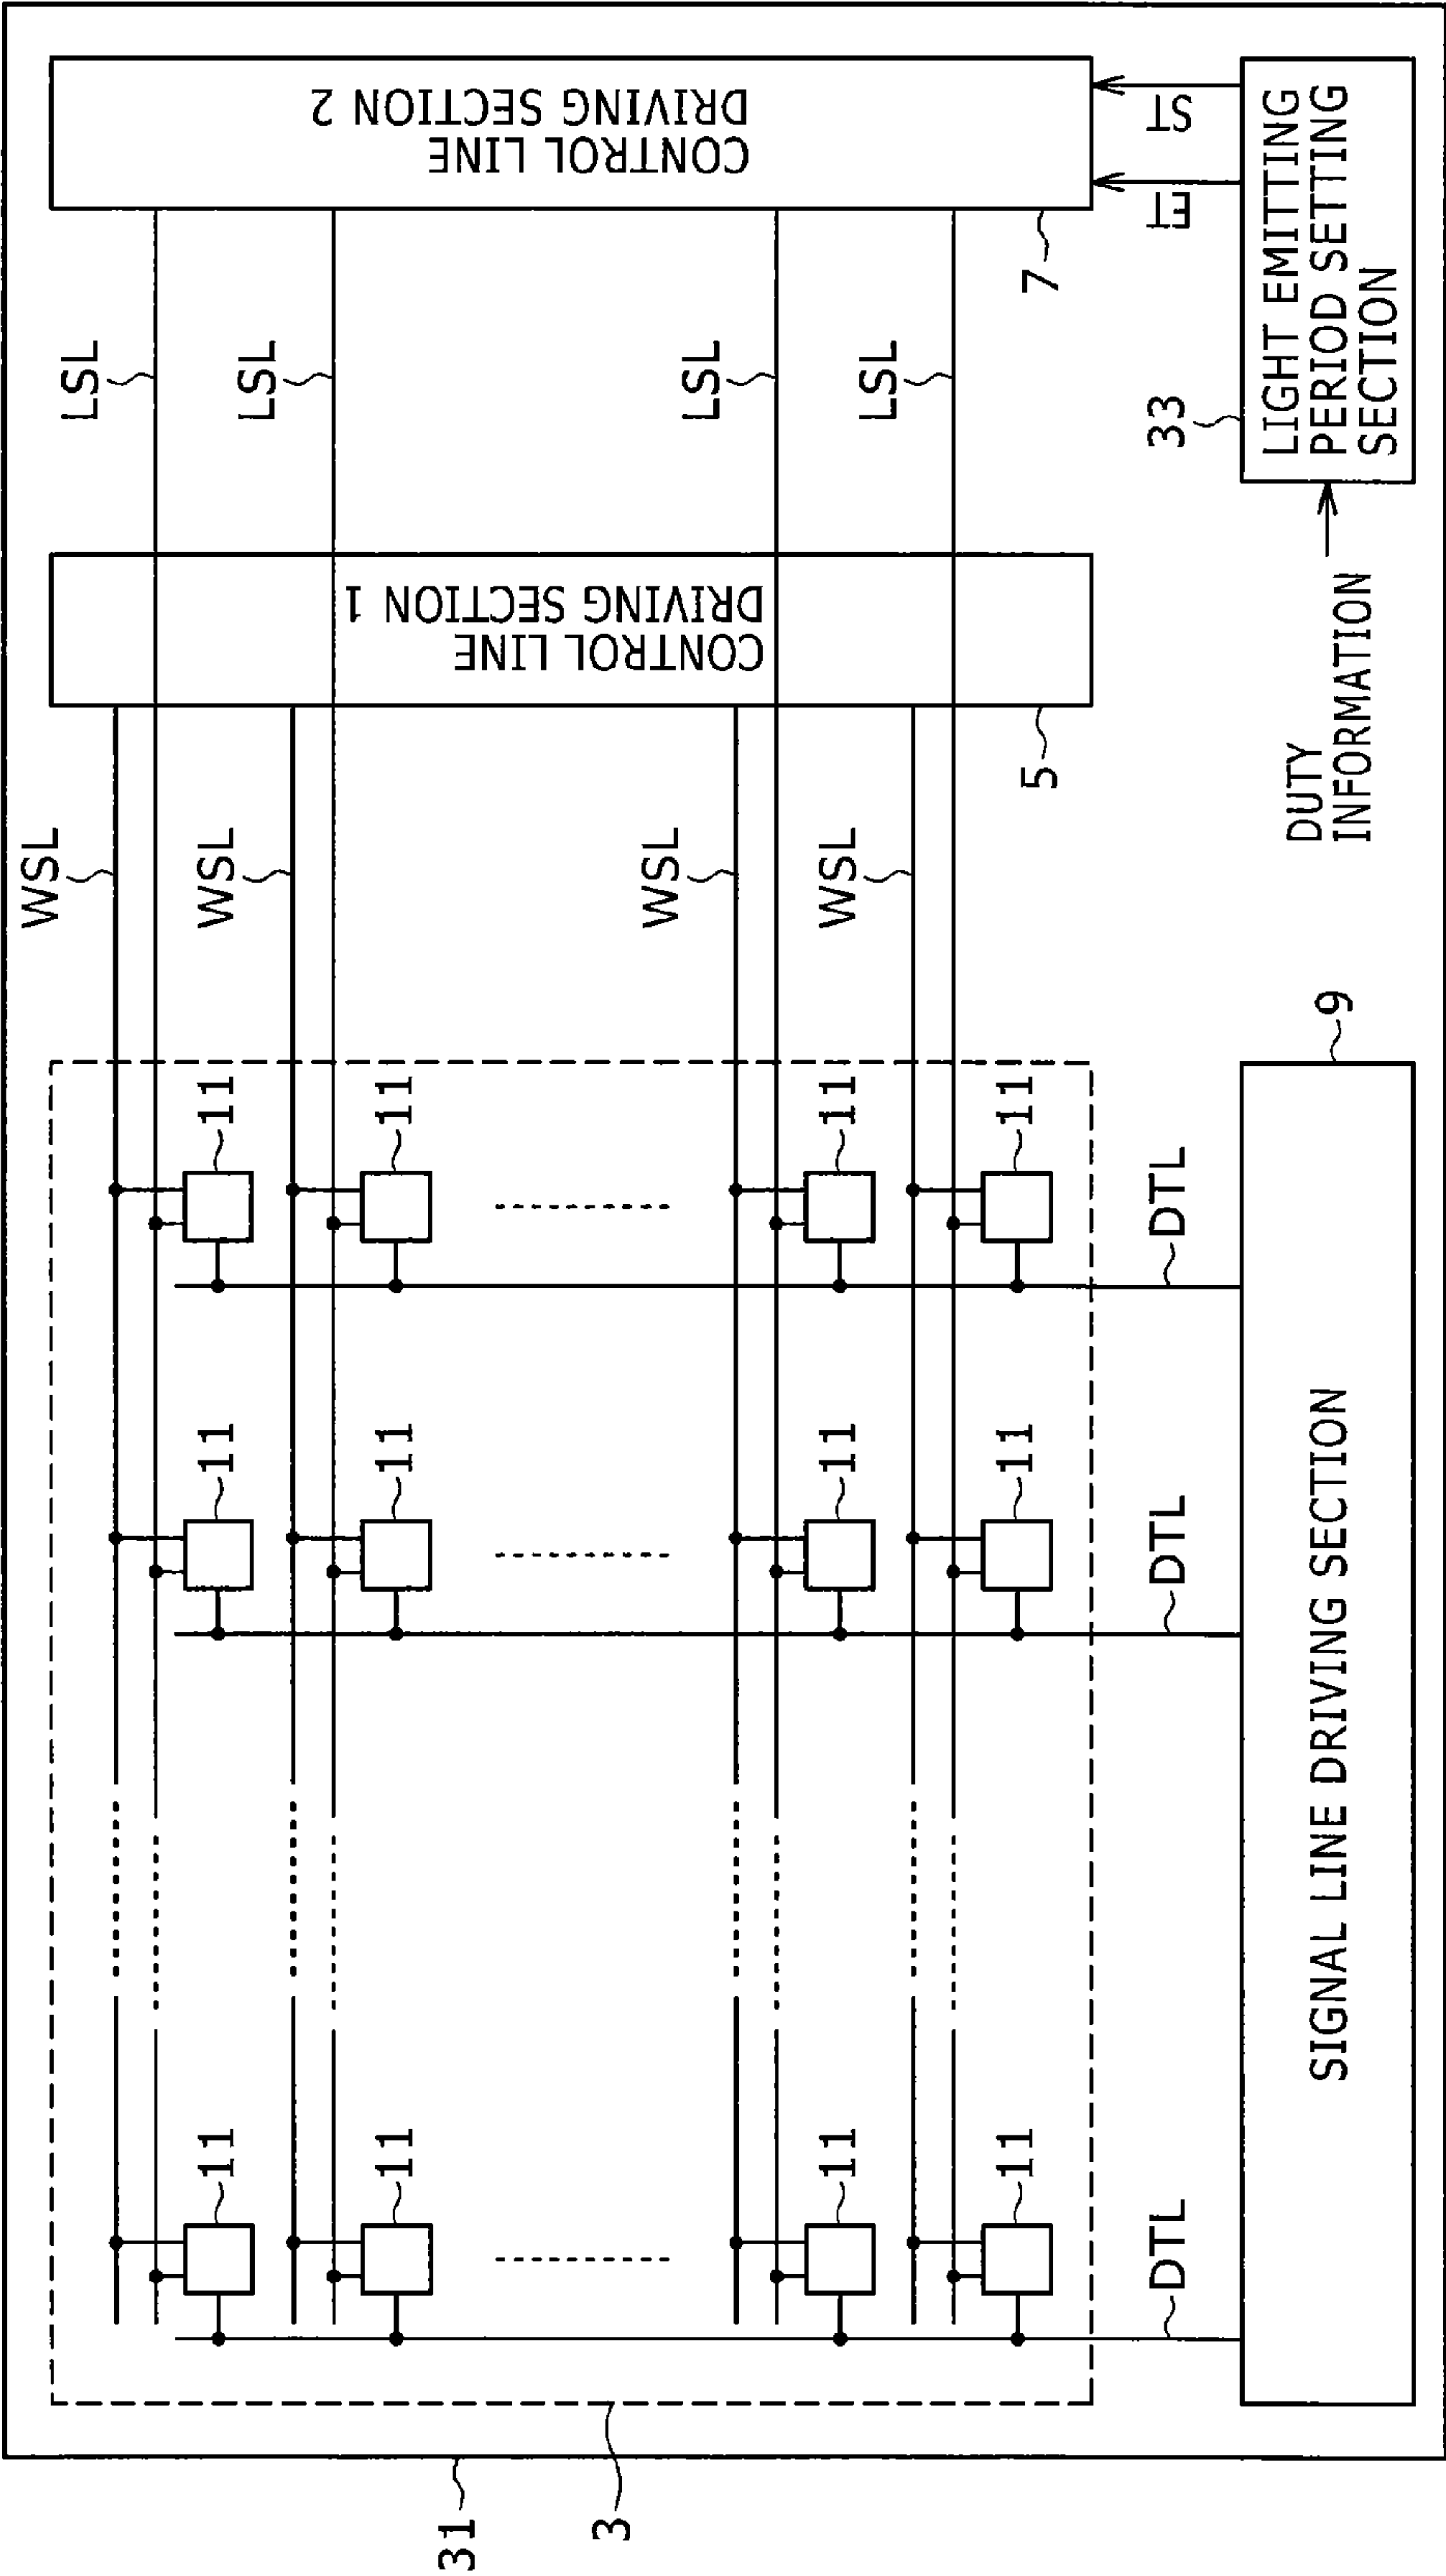 31
3
WSL
WSL
WSL
WSL
LSL
LSL
LSL
LSL
CONTROL LINE
DRIVING SECTION 1
CONTROL LINE
DRIVING SECTION 2
5
7
11
11
11
11
11
11
11
11
11
11
11
11
DTL
DTL
DTL
ET
ST
33
9
SIGNAL LINE DRIVING SECTION
DUTY
INFORMATION
LIGHT EMITTING
PERIOD SETTING
SECTION